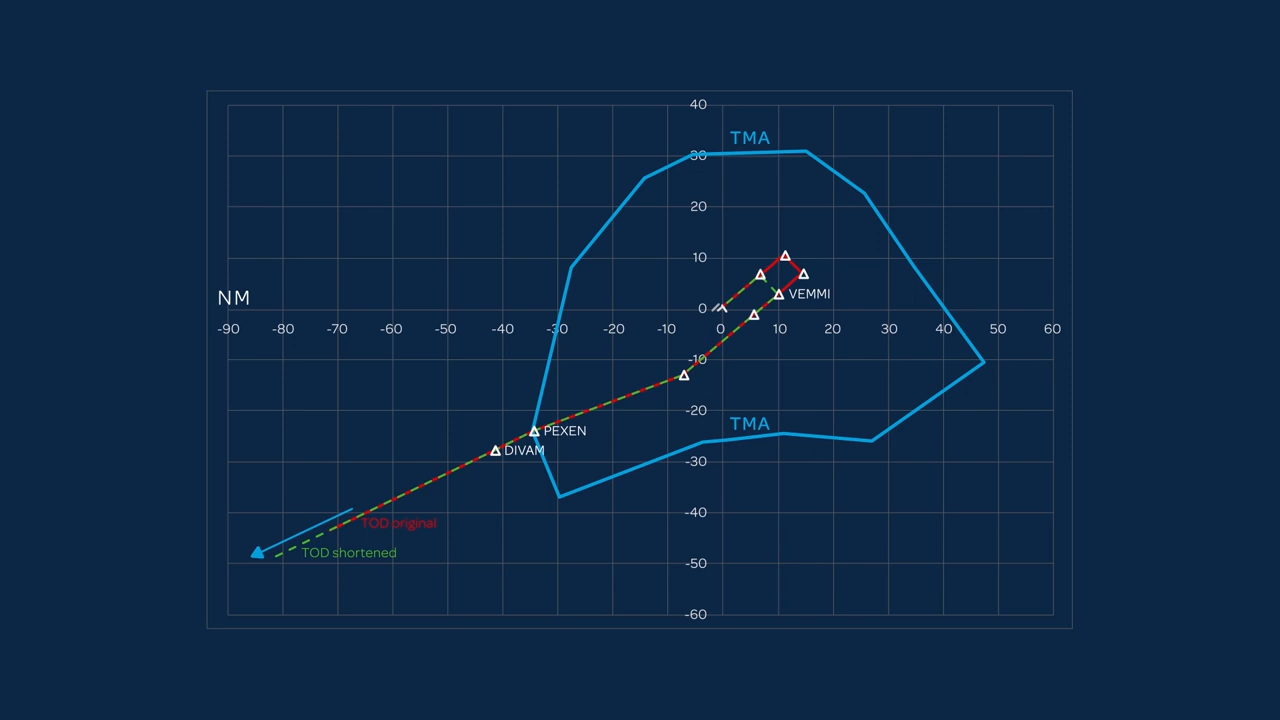 40
TMA
30
20
10
VEMMI
NM
0
-90 -80 -70 -60 -50 -40 -30 -20 -10 0 10 20 30 40 50 60
-10
-20
TMA
PEXEN
DIVAM
-30
-40
TOD original
TOD shortened
-50
-60